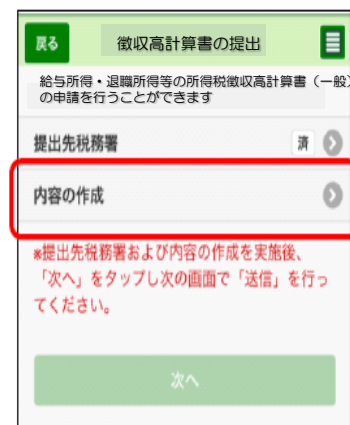 戻る 徴収高計算書の提出
給与所得・退職所得等の所得税徴収高計算書（一般）
の申請を行うことができます
提出先税務署 済
内容の作成
*提出先税務署および内容の作成を実施後、
「次へ」をタップし次の画面で「送信」を行っ
てください。
次へ